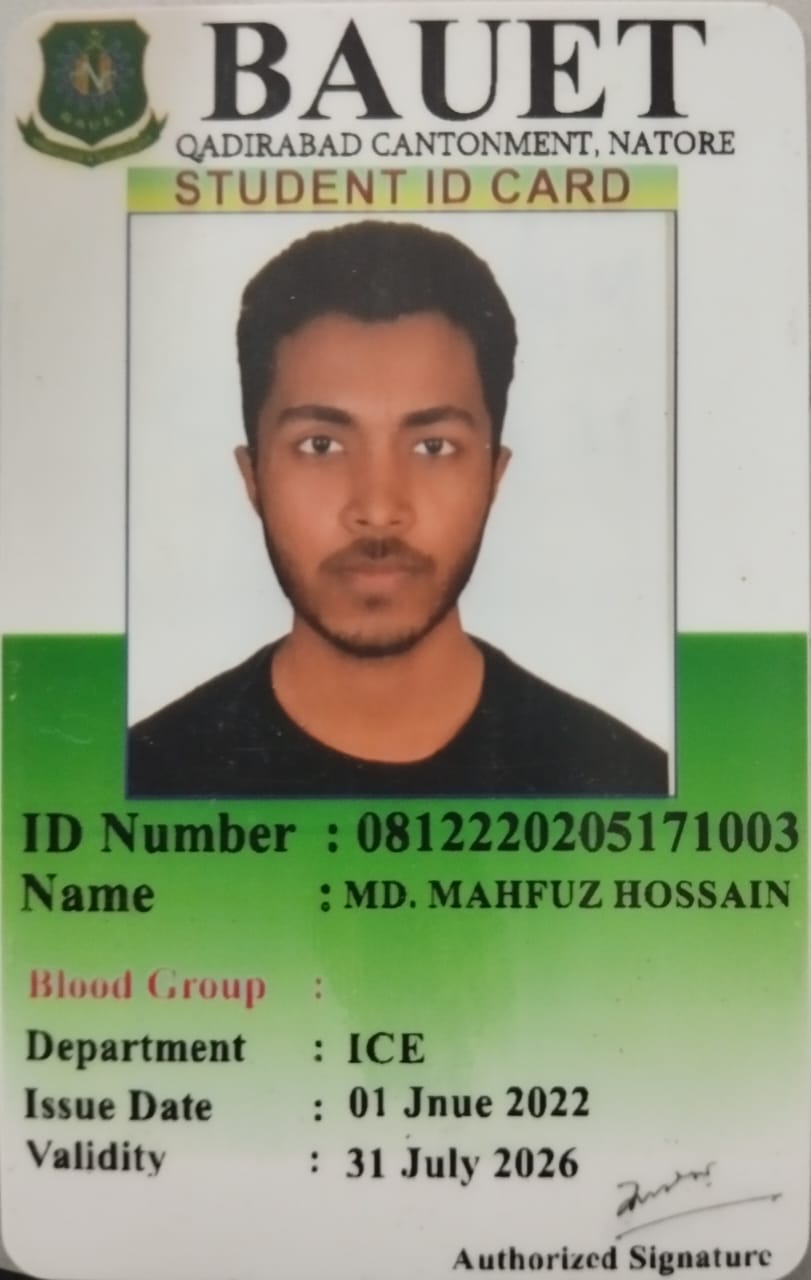 BAUET
QADIRABAD CANTONMENT, NATORE
STUDENT ID CARD
ID Number : 0812220205171003
Name : MD. MAHFUZ HOSSAIN
Blood Group :
Department : ICE
Issue Date : 01 Jnue 2022
Validity : 31 July 2026
Authorized Signature